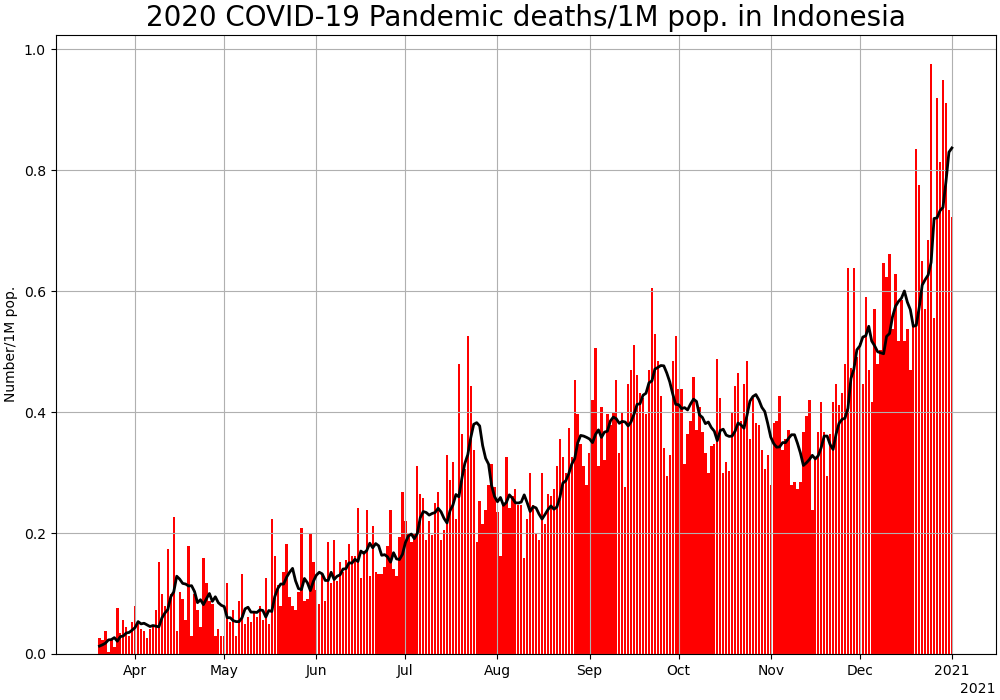 2020 COVID-19 Pandemic deaths/1M pop. in Indonesia
Number/1M pop.
1.0
0.8
0.6
0.4
0.2
0.0
Apr May Jun Jul Aug Sep Oct Nov Dec 2021
2021